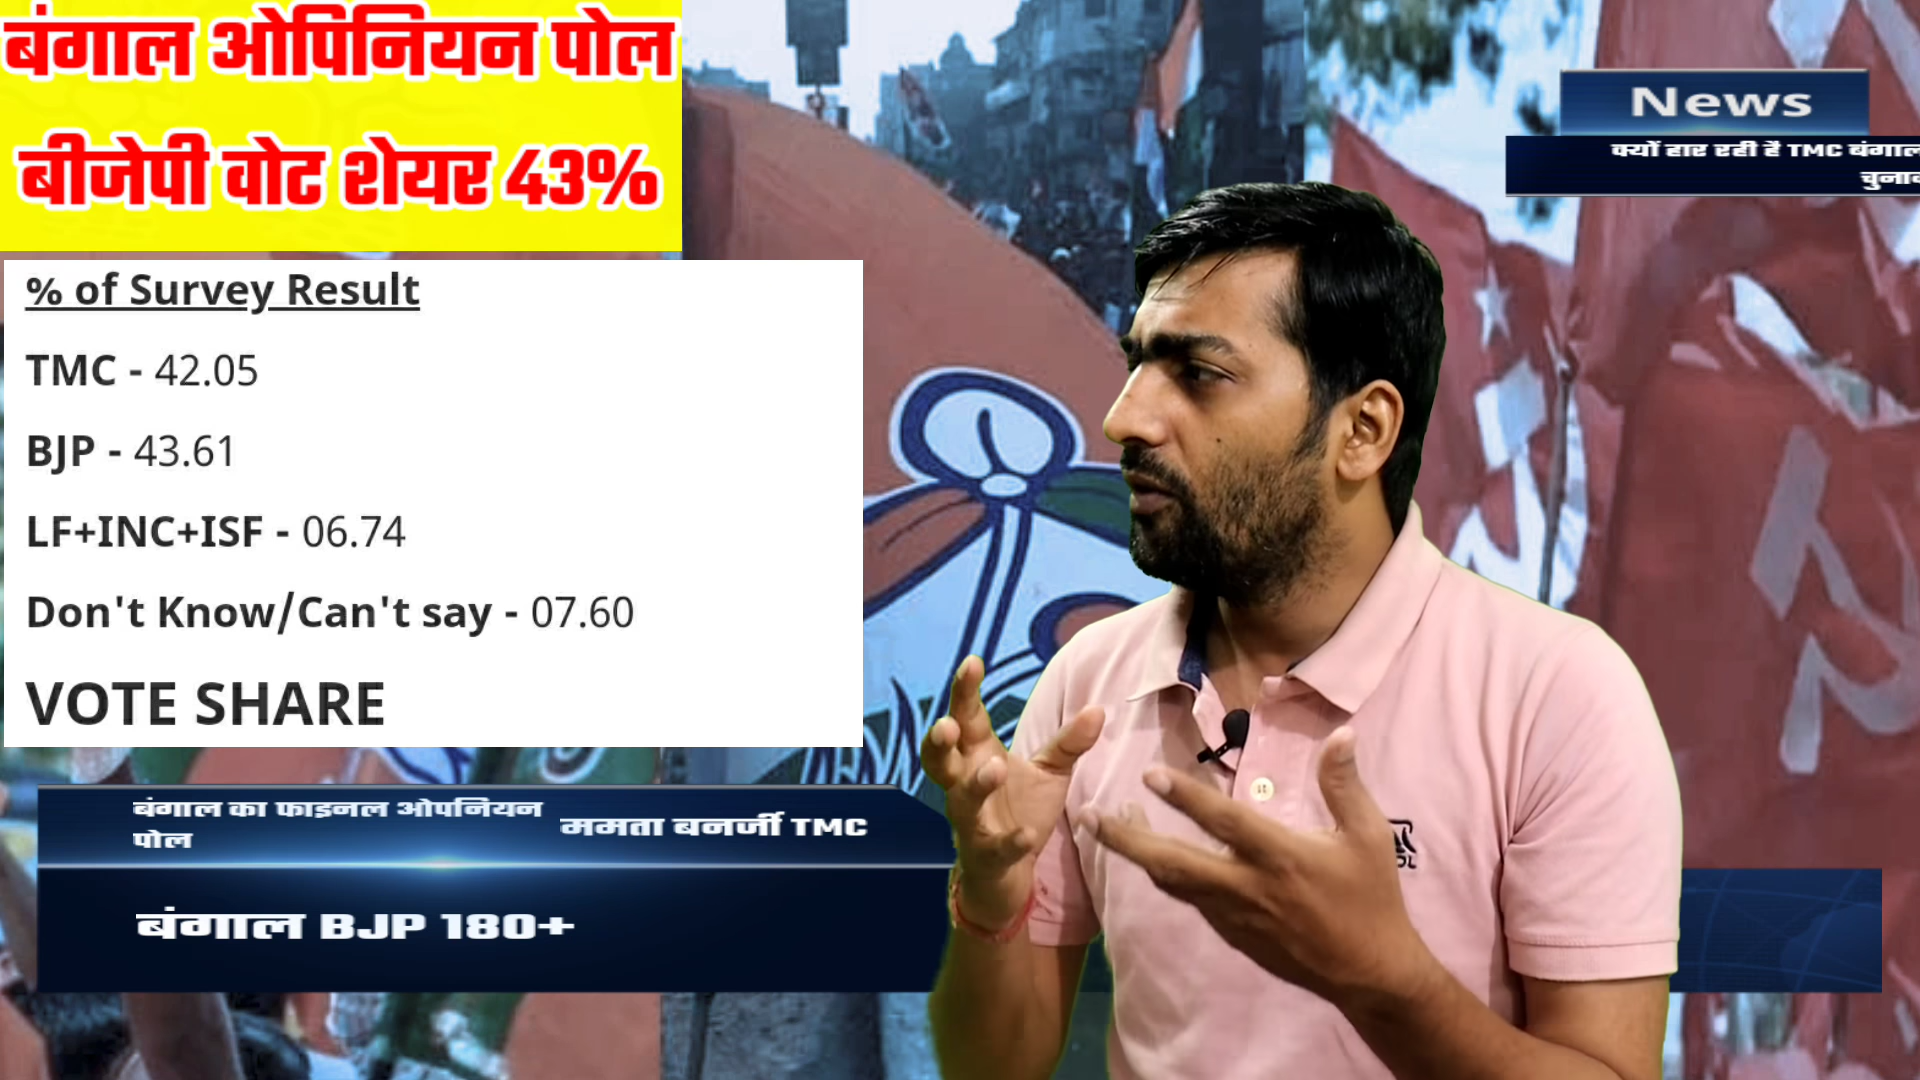 बंगाल ओपिनियन पोल
बीजेपी वोट शेयर 43%
% of Survey Result
TMC - 42.05
BJP - 43.61
LF+INC+ISF - 06.74
Don't Know/Can't say - 07.60
VOTE SHARE
News
क्यों हार रही है TMC बंगाल
चुनाव
बंगाल का फाइनल ओपनियन
पोल
ममता बनर्जी TMC
बंगाल BJP 180+